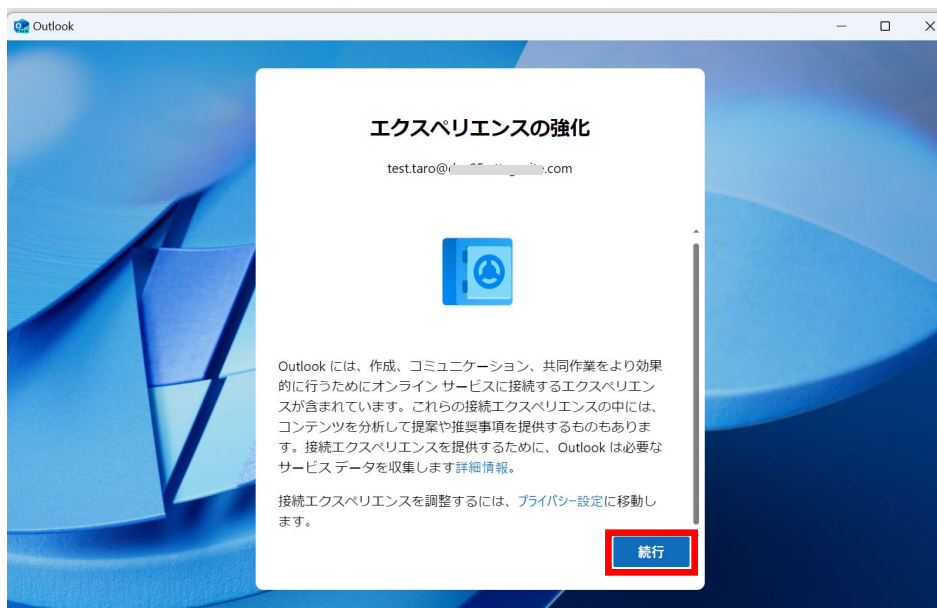 Outlook
エクスペリエンスの強化
test.taro@ .com
Outlook には、作成、コミュニケーション、共同作業をより効果
的に行うためにオンライン サービスに接続するエクスペリエン
スが含まれています。これらの接続エクスペリエンスの中には、
コンテンツを分析して提案や推奨事項を提供するものもありま
す。接続エクスペリエンスを提供するために、Outlook は必要な
サービス データを収集します詳細情報。
接続エクスペリエンスを調整するには、プライバシー設定に移動し
ます。
続行